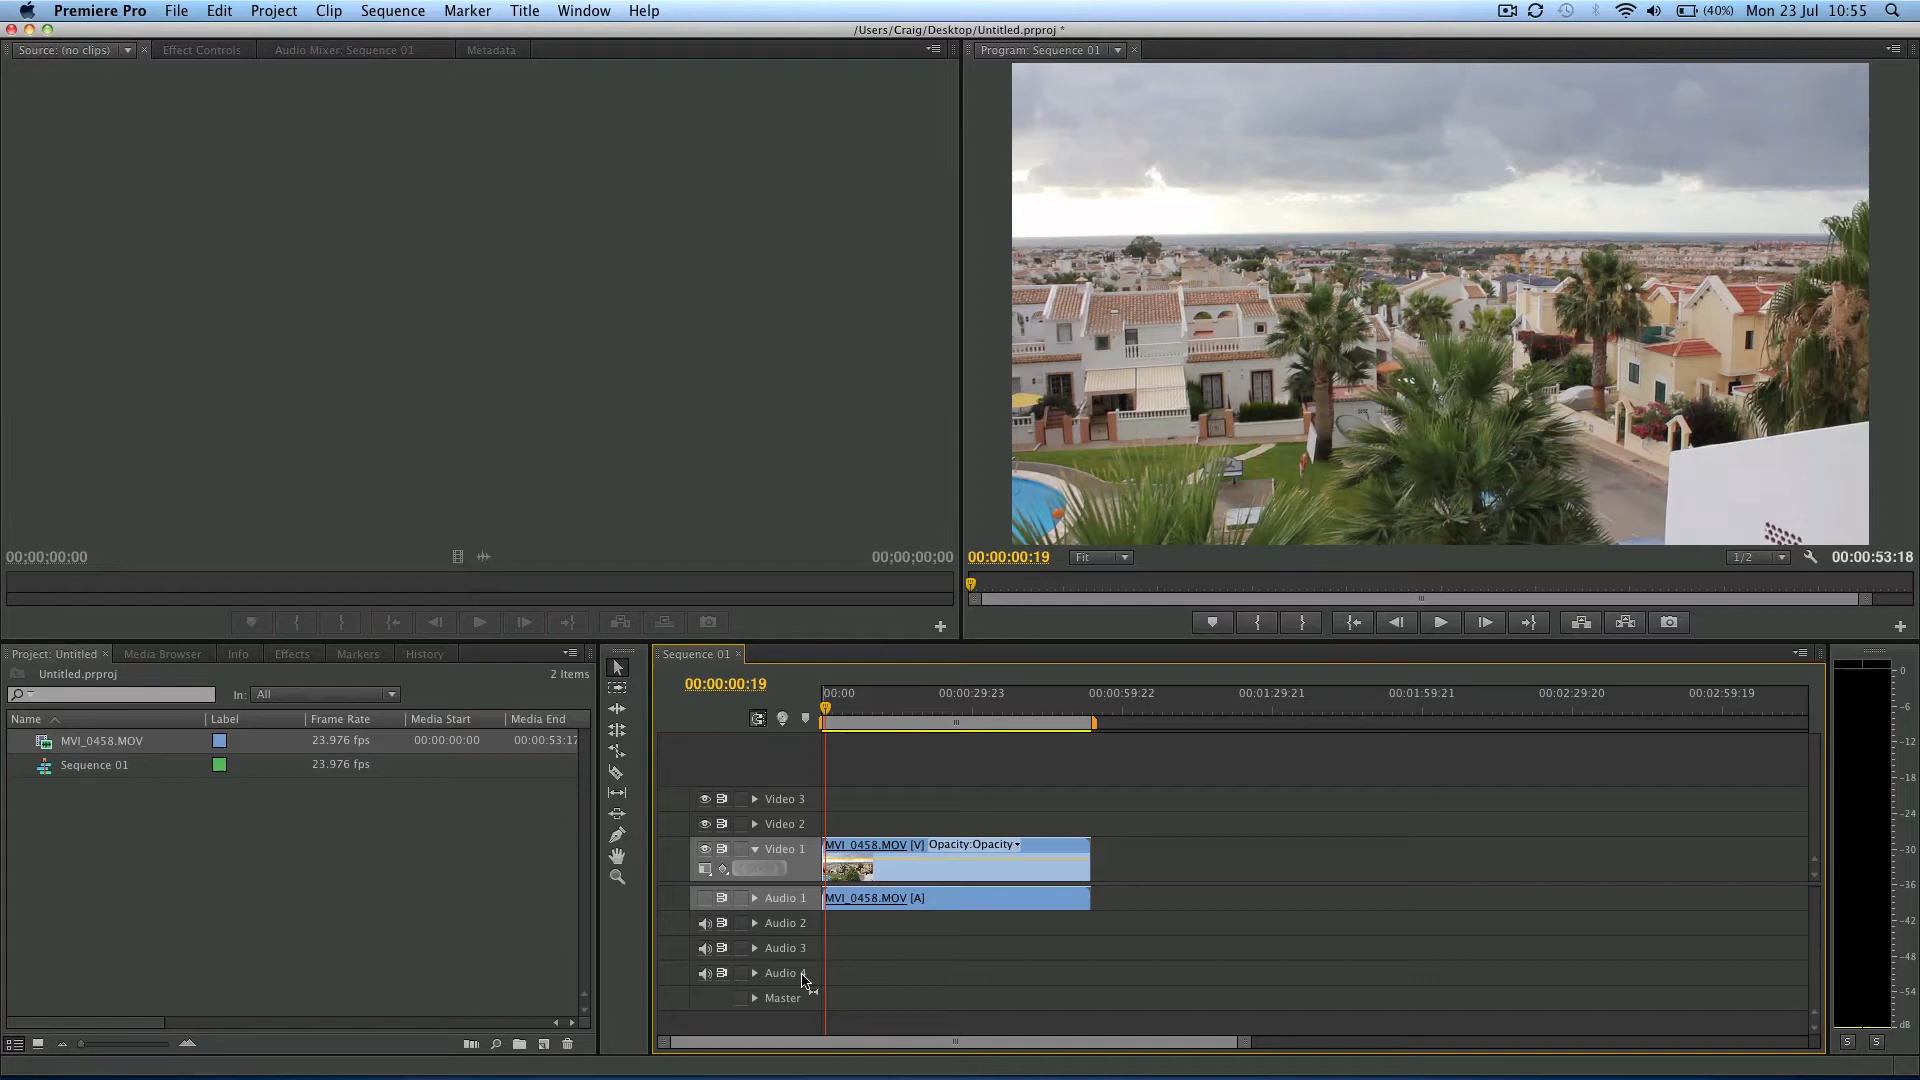 Premiere Pro File Edit Project Clip Sequence Marker Title Window Help (40%) Mon 23 Jul 10:55
/Users/Craig/Desktop/Untitled.prproj *
Source: (no clips) Effect Controls Audio Mixer: Sequence 01 Metadata
Program: Sequence 01
00;00;00;00 00;00;00;00
00:00:00:19 Fit 1/2 00:00:53:18
Project: Untitled Media Browser Info Effects Markers History
Untitled.prproj 2 Items
In: All
Name Label Frame Rate Media Start Media End
MVI_0458.MOV 23.976 fps 00:00:00:00 00:00:53:17
Sequence 01 23.976 fps
Sequence 01
00:00:00:19
00:00 00:00:29:23 00:00:59:22 00:01:29:21 00:01:59:21 00:02:29:20 00:02:59:19
Video 3
Video 2
Video 1 MVI_0458.MOV [V] Opacity:Opacity
Audio 1 MVI_0458.MOV [A]
Audio 2
Audio 3
Audio 4
Master
0
-6
-12
-18
-24
-30
-36
-42
-48
-54
dB
S S